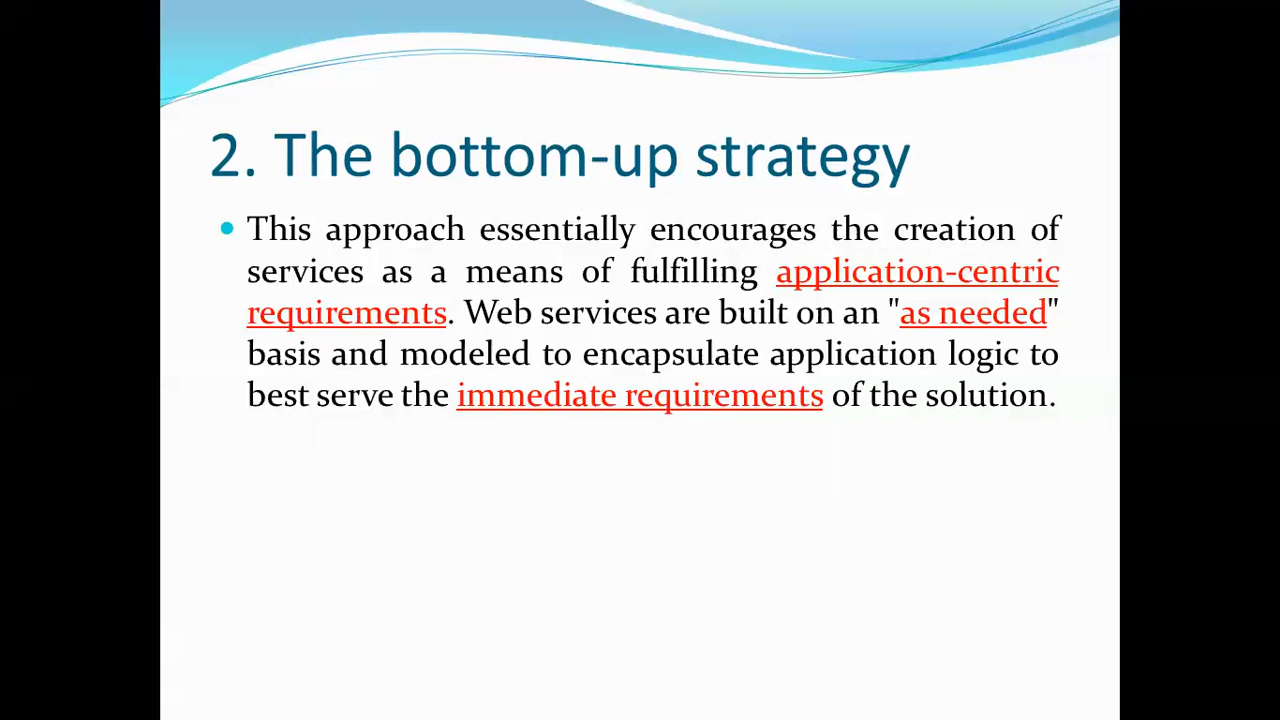 2. The bottom-up strategy
• This approach essentially encourages the creation of
services as a means of fulfilling application-centric
requirements. Web services are built on an "as needed"
basis and modeled to encapsulate application logic to
best serve the immediate requirements of the solution.